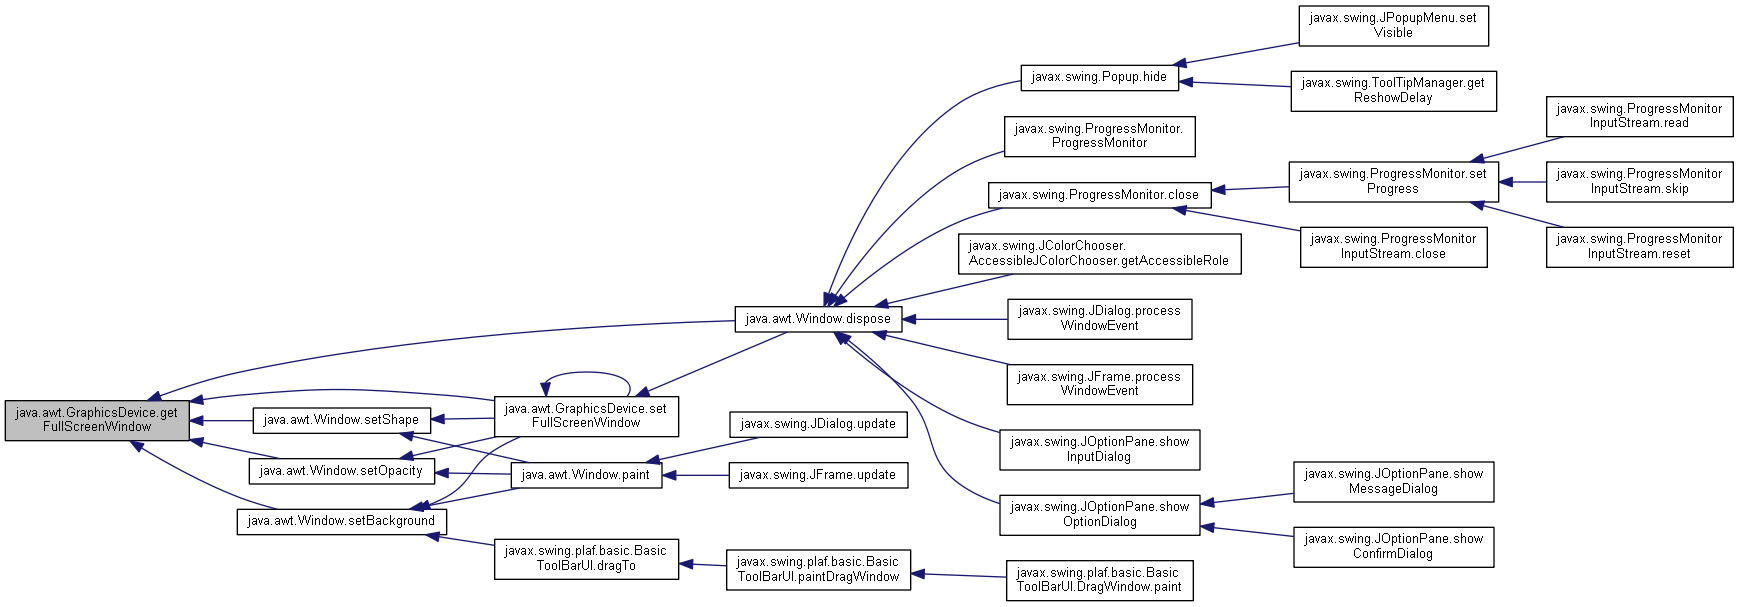 java.awt.GraphicsDevice.get
FullScreenWindow
java.awt.Window.dispose
java.awt.GraphicsDevice.set
FullScreenWindow
java.awt.Window.setShape
java.awt.Window.setOpacity
java.awt.Window.setBackground
java.awt.Window.paint
javax.swing.JDialog.update
javax.swing.JFrame.update
javax.swing.plaf.basic.Basic
ToolBarUI.dragTo
javax.swing.plaf.basic.Basic
ToolBarUI.paintDragWindow
javax.swing.plaf.basic.Basic
ToolBarUI.DragWindow.paint
javax.swing.Popup.hide
javax.swing.JPopupMenu.set
Visible
javax.swing.ToolTipManager.get
ReshowDelay
javax.swing.ProgressMonitor.
ProgressMonitor
javax.swing.ProgressMonitor.close
javax.swing.ProgressMonitor.set
Progress
javax.swing.ProgressMonitor
InputStream.read
javax.swing.ProgressMonitor
InputStream.skip
javax.swing.ProgressMonitor
InputStream.reset
javax.swing.ProgressMonitor
InputStream.close
javax.swing.JColorChooser.
AccessibleJColorChooser.getAccessibleRole
javax.swing.JDialog.process
WindowEvent
javax.swing.JFrame.process
WindowEvent
javax.swing.JOptionPane.show
InputDialog
javax.swing.JOptionPane.show
OptionDialog
javax.swing.JOptionPane.show
MessageDialog
javax.swing.JOptionPane.show
ConfirmDialog